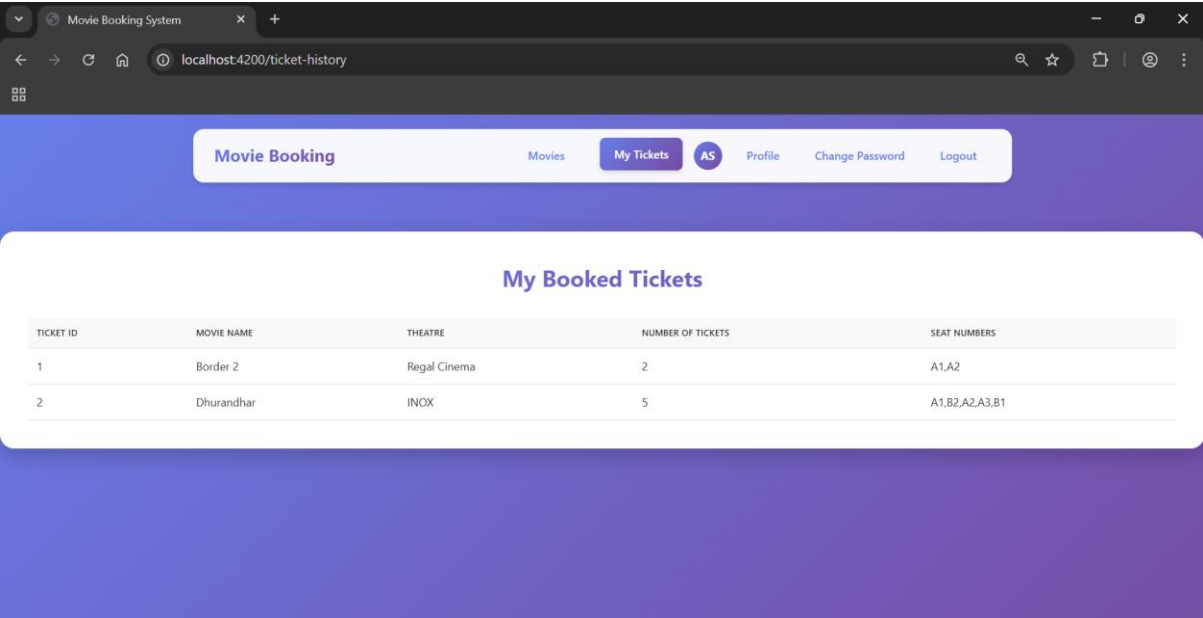 Movie Booking System
localhost:4200/ticket-history
Movie Booking Movies My Tickets AS Profile Change Password Logout
My Booked Tickets
TICKET ID MOVIE NAME THEATRE NUMBER OF TICKETS SEAT NUMBERS
1 Border 2 Regal Cinema 2 A1,A2
2 Dhurandhar INOX 5 A1,B2,A2,A3,B1